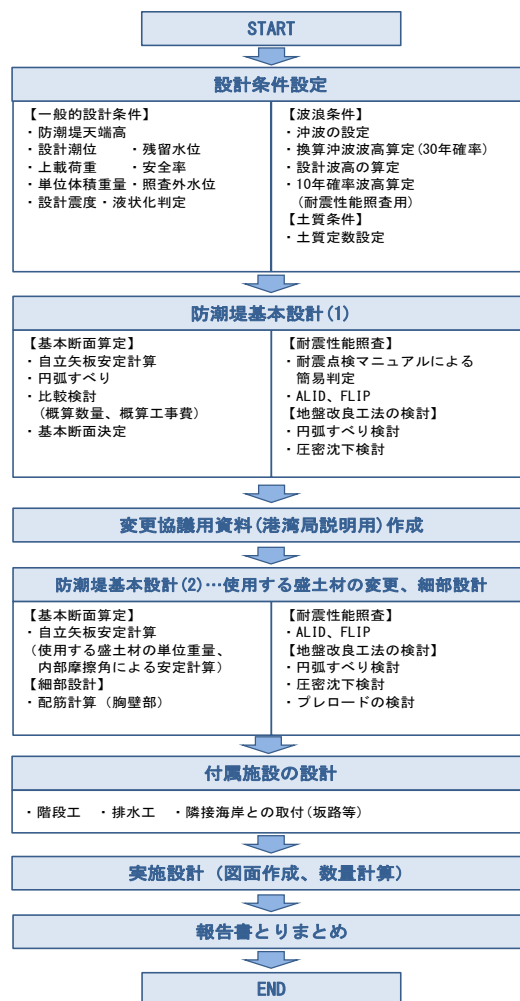 START
設計条件設定
【一般的設計条件】
・防潮堤天端高
・設計潮位　・残留水位
・上載荷重　・安全率
・単位体積重量・照査外水位
・設計震度・液状化判定
【波浪条件】
・沖波の設定
・換算沖波波高算定(30年確率)
・設計波高の算定
・10年確率波高算定
(耐震性能照査用)
【土質条件】
・土質定数設定
防潮堤基本設計(1)
【基本断面算定】
・自立矢板安定計算
・円弧すべり
・比較検討
(概算数量、概算工事費)
・基本断面決定
【耐震性能照査】
・耐震点検マニュアルによる
簡易判定
・ALID、FLIP
【地盤改良工法の検討】
・円弧すべり検討
・圧密沈下検討
変更協議用資料(港湾局説明用)作成
防潮堤基本設計(2)…使用する盛土材の変更、細部設計
【基本断面算定】
・自立矢板安定計算
(使用する盛土材の単位重量、
内部摩擦角による安定計算)
【細部設計】
・配筋計算（胸壁部）
【耐震性能照査】
・ALID、FLIP
【地盤改良工法の検討】
・円弧すべり検討
・圧密沈下検討
・プレロードの検討
付属施設の設計
・階段工　・排水工　・隣接海岸との取付(坂路等)
実施設計（図面作成、数量計算）
報告書とりまとめ
END